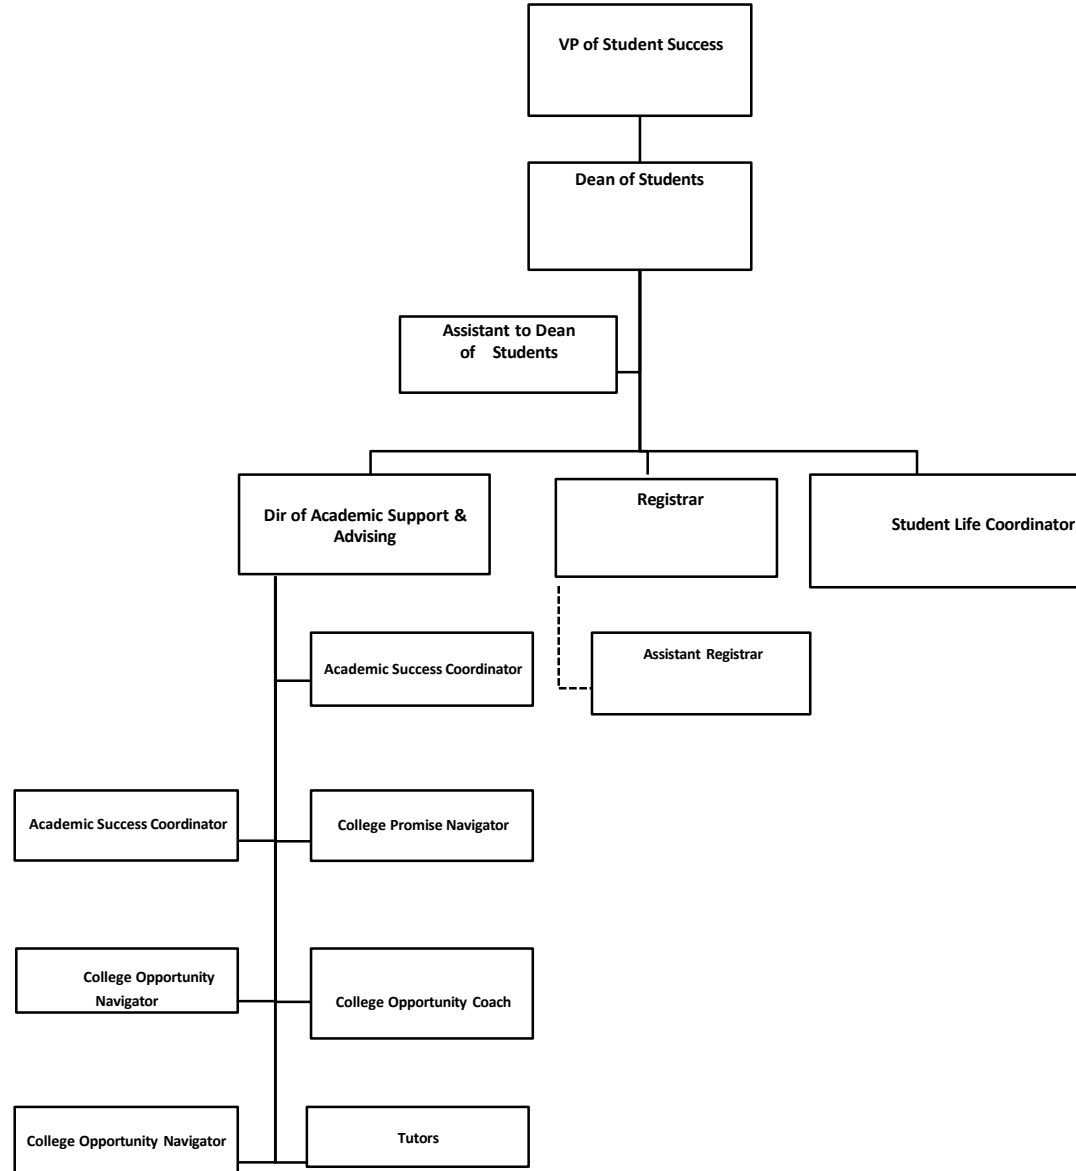 VP of Student Success
Dean of Students
Assistant to Dean
of Students
Dir of Academic Support &
Advising
Registrar
Student Life Coordinator
Academic Success Coordinator
Assistant Registrar
Academic Success Coordinator
College Promise Navigator
College Opportunity
Navigator
College Opportunity Coach
College Opportunity Navigator
Tutors